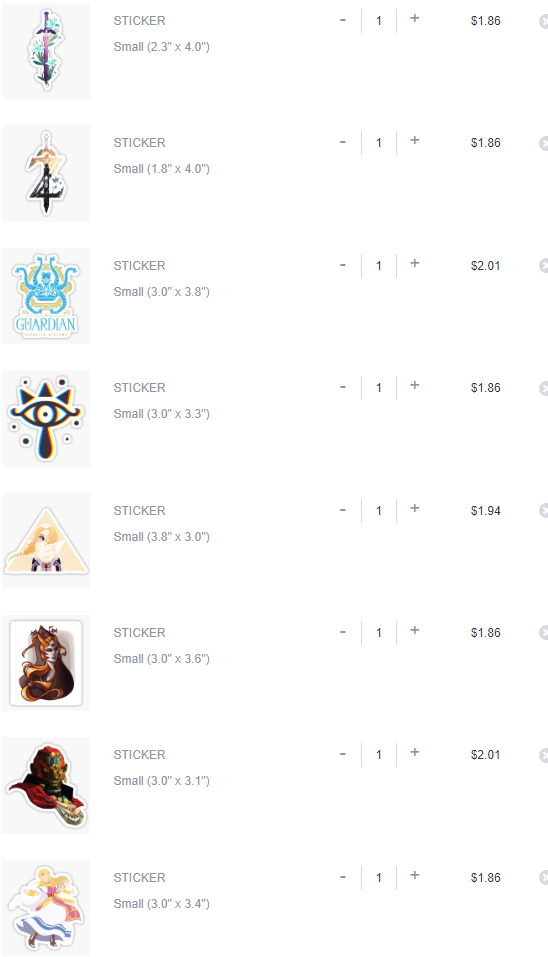 STICKER - 1 + $1.86
Small (2.3" x 4.0")
STICKER - 1 + $1.86
Small (1.8" x 4.0")
STICKER - 1 + $2.01
Small (3.0" x 3.8")
GUARDIAN
STICKER - 1 + $1.86
Small (3.0" x 3.3")
STICKER - 1 + $1.94
Small (3.8" x 3.0")
STICKER - 1 + $1.86
Small (3.0" x 3.6")
STICKER - 1 + $2.01
Small (3.0" x 3.1")
STICKER - 1 + $1.86
Small (3.0" x 3.4")